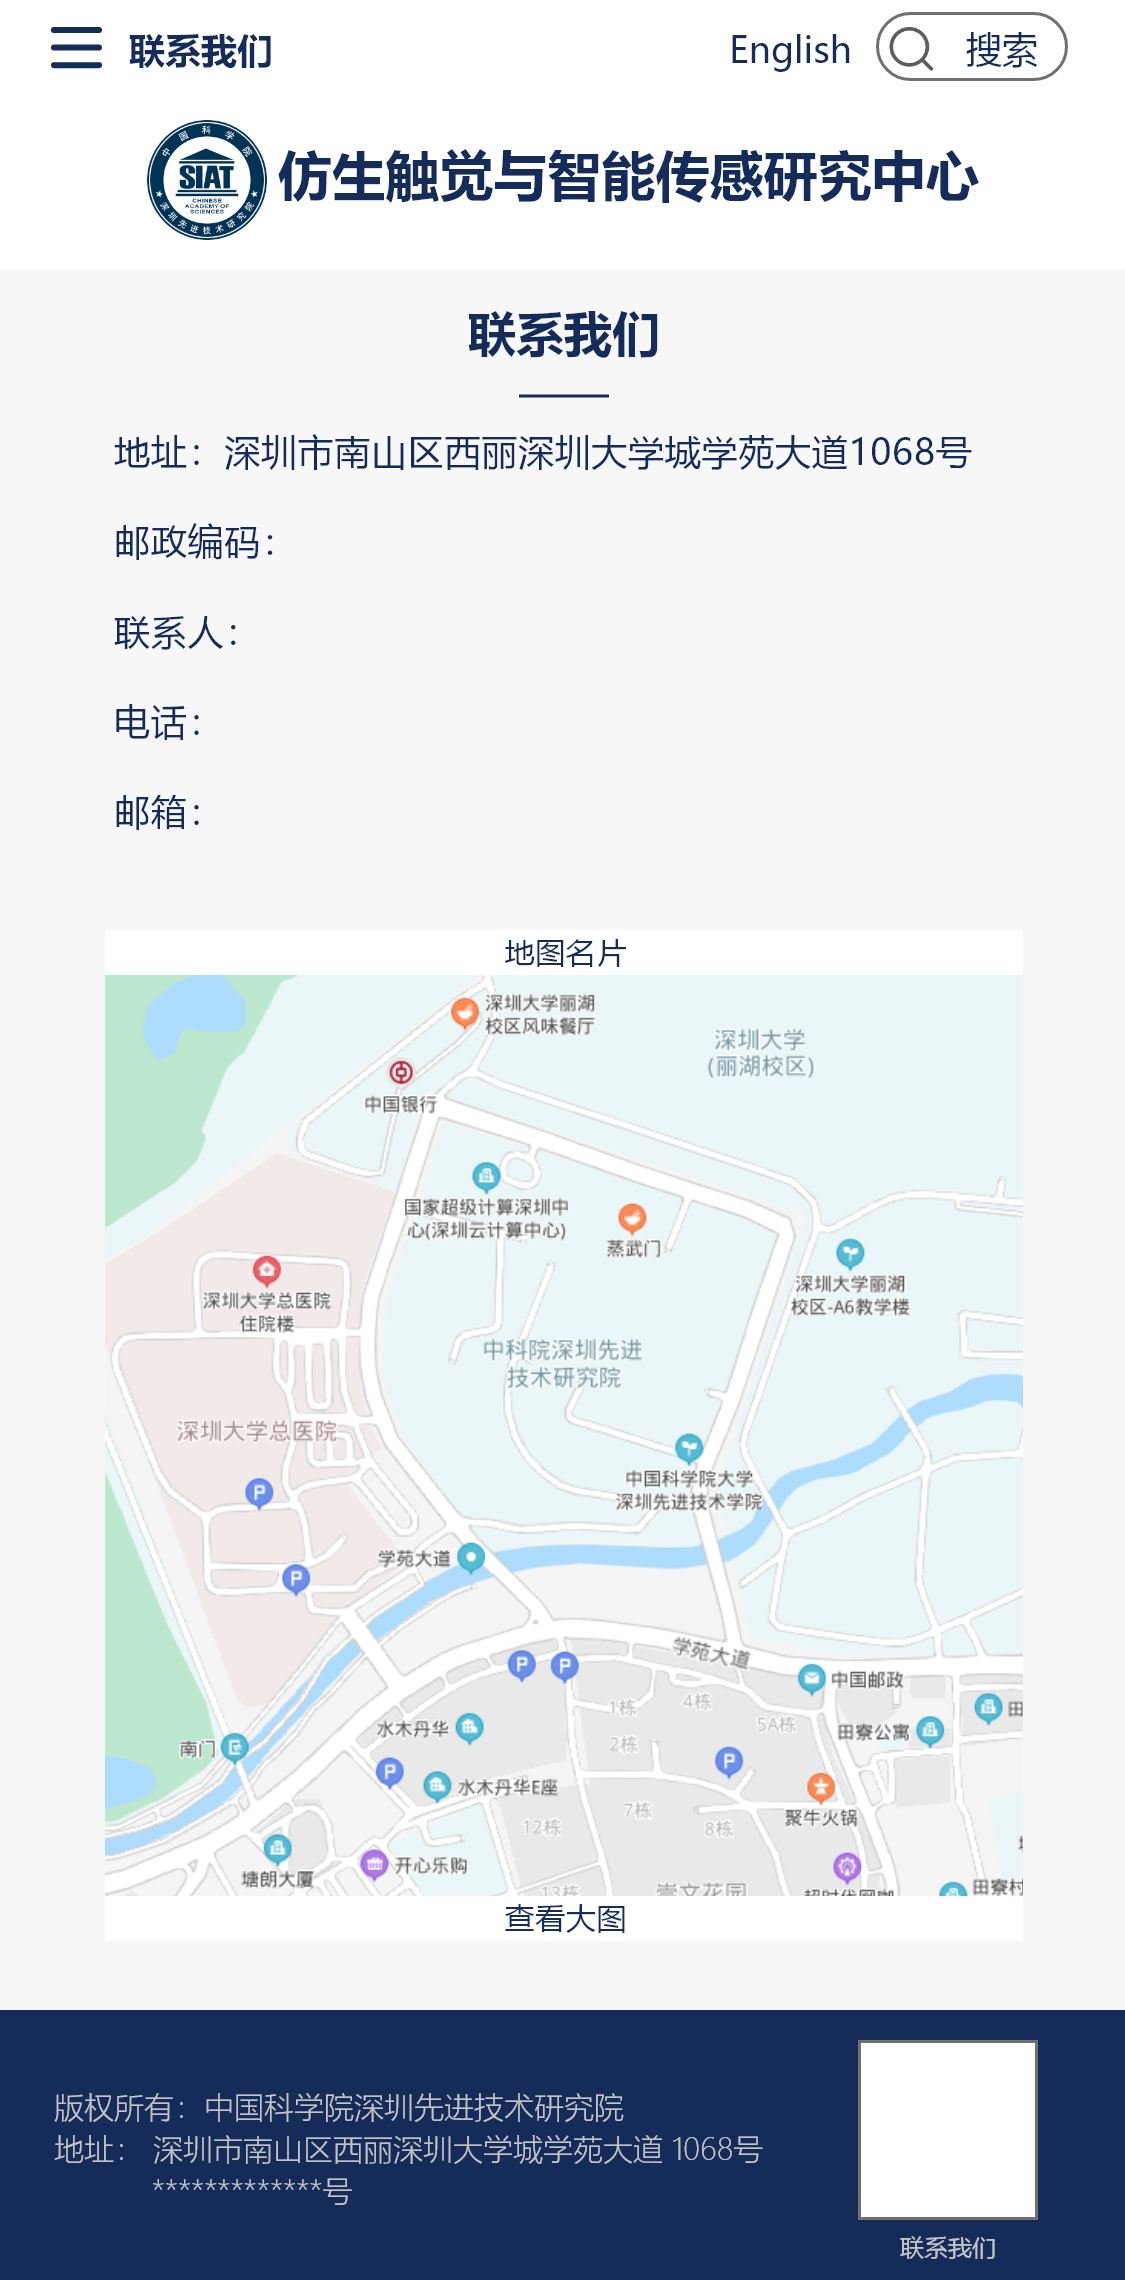 联系我们
English
搜索
中国科学院
SIAT
CHINESE
ACADEMY OF
SCIENCES
深圳先进技术研究院
仿生触觉与智能传感研究中心
联系我们
地址：深圳市南山区西丽深圳大学城学苑大道1068号
邮政编码：
联系人：
电话：
邮箱：
地图名片
深圳大学丽湖
校区风味餐厅
深圳大学
(丽湖校区)
中国银行
国家超级计算深圳中
心(深圳云计算中心)
蒸武门
深圳大学丽湖
校区-A6教学楼
深圳大学总医院
住院楼
中科院深圳先进
技术研究院
深圳大学总医院
中国科学院大学
深圳先进技术学院
P
学苑大道
P
学苑大道
P
P
中国邮政
1栋
4栋
5A栋
田
水木丹华
2栋
田寮公寓
南门
P
P
水木丹华E座
7栋
聚牛火锅
12栋
8栋
塘朗大厦
开心乐购
13栋
崇文花园
超时代网咖
田寮村
查看大图
版权所有：中国科学院深圳先进技术研究院
地址： 深圳市南山区西丽深圳大学城学苑大道 1068号
*************号
联系我们